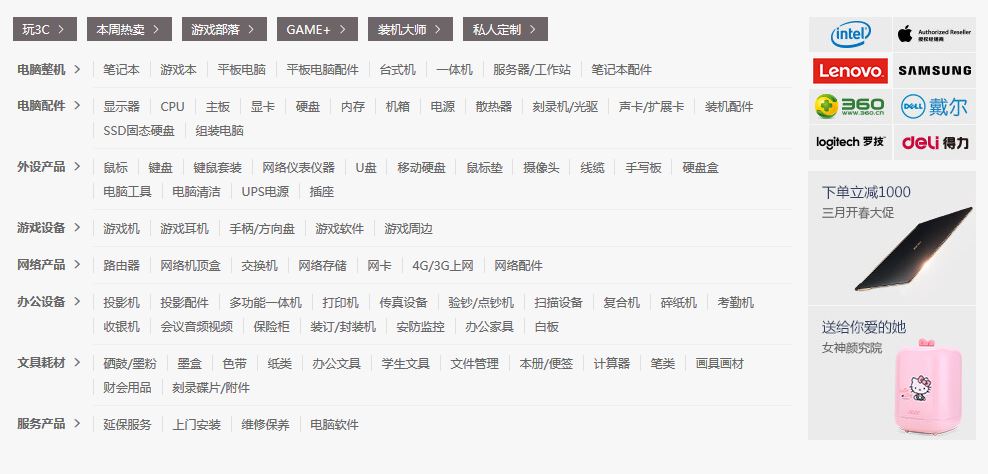 玩3C > 本周热卖 > 游戏部落 > GAME+ > 装机大师 > 私人定制 >
电脑整机 > 笔记本 游戏本 平板电脑 平板电脑配件 台式机 一体机 服务器/工作站 笔记本配件
电脑配件 > 显示器 CPU 主板 显卡 硬盘 内存 机箱 电源 散热器 刻录机/光驱 声卡/扩展卡 装机配件
SSD固态硬盘 组装电脑
外设产品 > 鼠标 键盘 键鼠套装 网络仪表仪器 U盘 移动硬盘 鼠标垫 摄像头 线缆 手写板 硬盘盒
电脑工具 电脑清洁 UPS电源 插座
游戏设备 > 游戏机 游戏耳机 手柄/方向盘 游戏软件 游戏周边
网络产品 > 路由器 网络机顶盒 交换机 网络存储 网卡 4G/3G上网 网络配件
办公设备 > 投影机 投影配件 多功能一体机 打印机 传真设备 验钞/点钞机 扫描设备 复合机 碎纸机 考勤机
收银机 会议音频视频 保险柜 装订/封装机 安防监控 办公家具 白板
文具耗材 > 硒鼓/墨粉 墨盒 色带 纸类 办公文具 学生文具 文件管理 本册/便签 计算器 笔类 画具画材
财会用品 刻录碟片/附件
服务产品 > 延保服务 上门安装 维修保养 电脑软件
intel Authorized Reseller
授权经销商
Lenovo SAMSUNG
360 DELL 戴尔
WWW.360.CN
logitech 罗技 deli 得力
下单立减1000
三月开春大促
送给你爱的她
女神颜究院